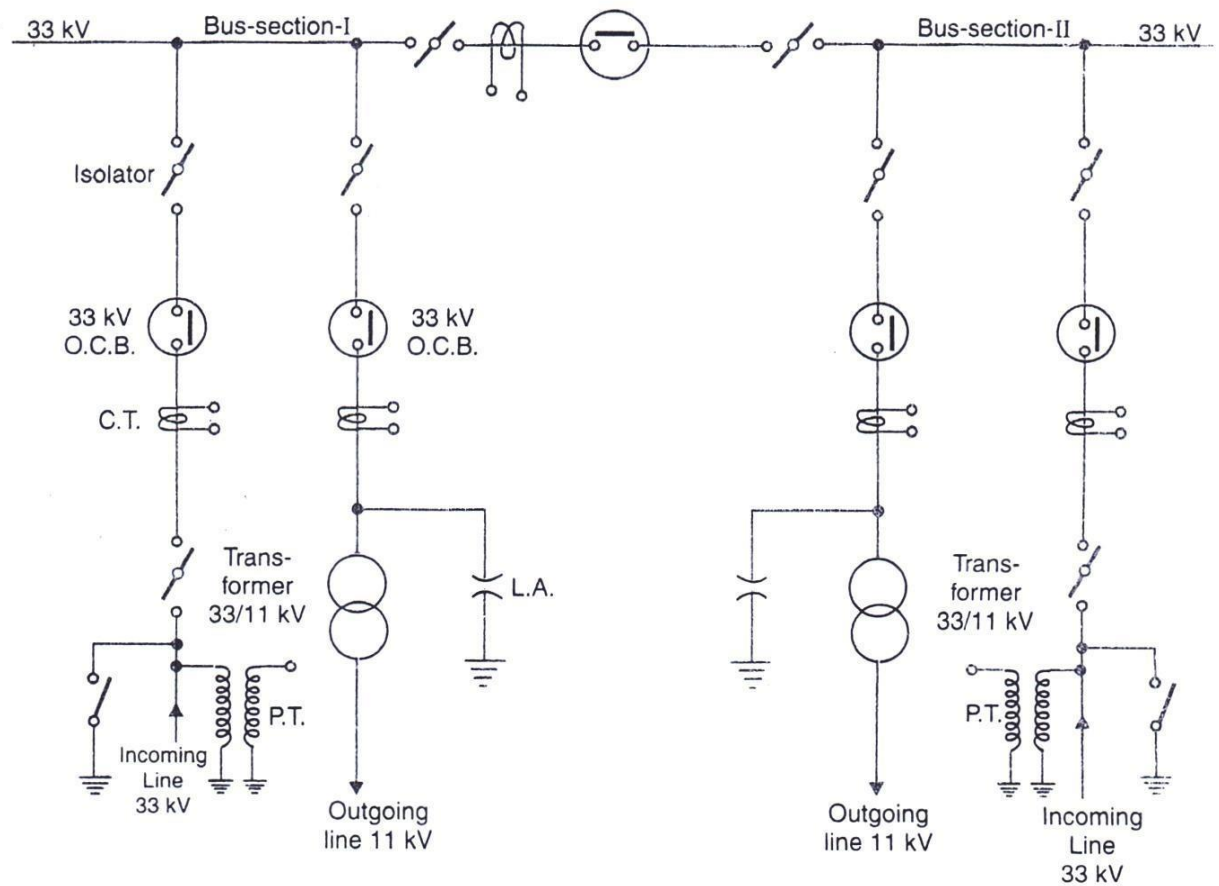 33 kV
Bus-section-I
Bus-section-II
33 kV
Isolator
33 kV
O.C.B.
33 kV
O.C.B.
C.T.
Trans-
former
33/11 kV
L.A.
Trans-
former
33/11 kV
P.T.
P.T.
Incoming
Line
33 kV
Outgoing
line 11 kV
Outgoing
line 11 kV
Incoming
Line
33 kV